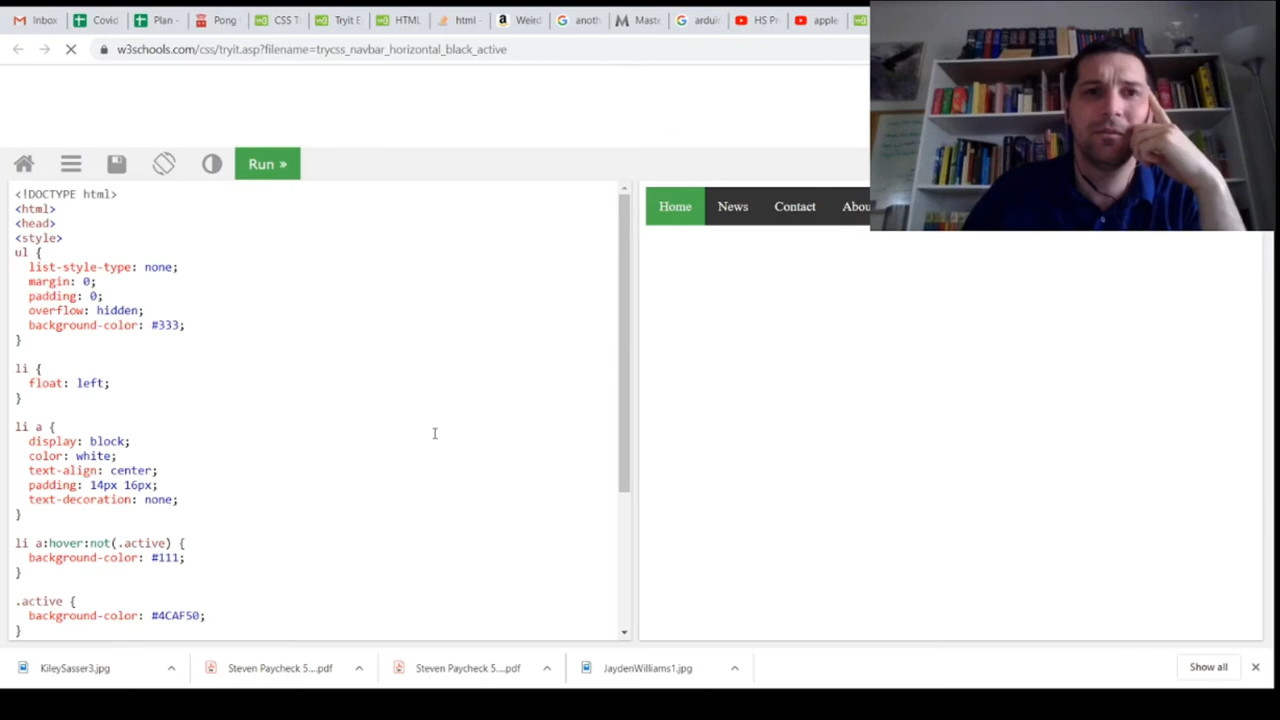 Inbox Covid Plan - Pong CSS T Tryit E HTML html - Weird anoth Maste arduir HS Pr apple
w3schools.com/css/tryit.asp?filename=trycss_navbar_horizontal_black_active
Run »
<!DOCTYPE html>
<html>
<head>
<style>
ul {
list-style-type: none;
margin: 0;
padding: 0;
overflow: hidden;
background-color: #333;
}
li {
float: left;
}
li a {
display: block;
color: white;
text-align: center;
padding: 14px 16px;
text-decoration: none;
}
li a:hover:not(.active) {
background-color: #111;
}
.active {
background-color: #4CAF50;
}
Home News Contact Abou
KileySasser3.jpg Steven Paycheck 5....pdf Steven Paycheck 5....pdf JaydenWilliams1.jpg Show all